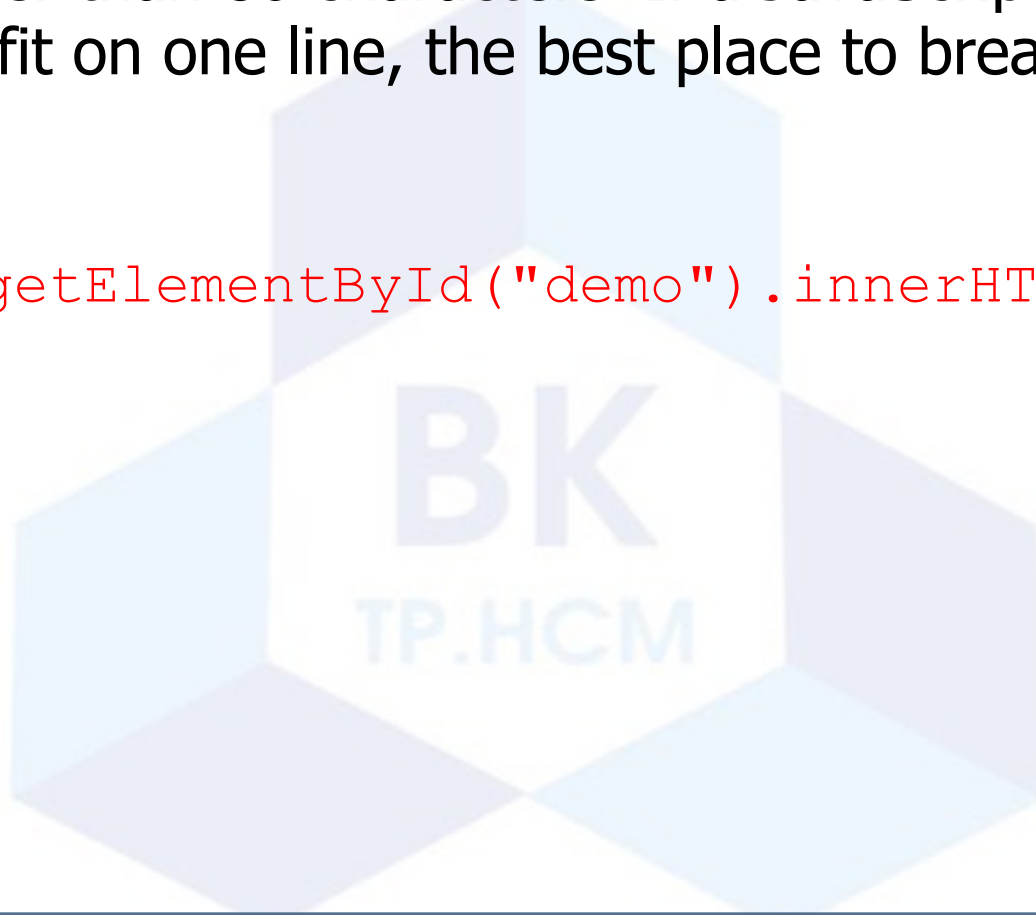 fit on one line, the best place to brea
getElementById("demo").innerHT
BK
TP.HCM